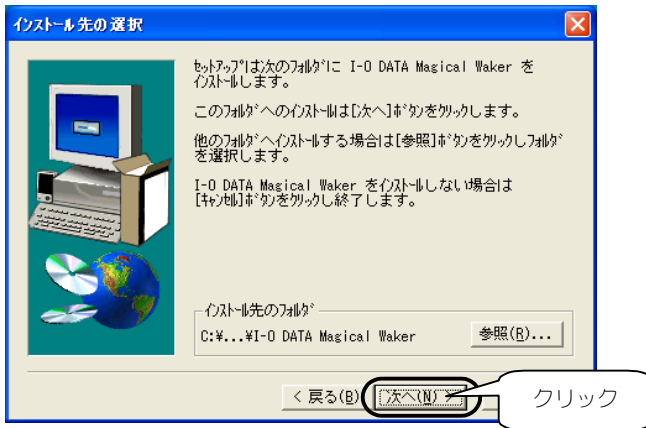 インストール先の選択
セットアップは次のフォルダに I-O DATA Magical Waker を
インストールします。
このフォルダへのインストールは[次へ]ボタンをクリックします。
他のフォルダへインストールする場合は[参照]ボタンをクリックしフォルダ
を選択します。
I-O DATA Magical Waker をインストールしない場合は
[キャンセル]ボタンをクリックし終了します。
インストール先のフォルダ
C:¥...¥I-O DATA Magical Waker
参照(R)...
< 戻る(B)
次へ(N) >
クリック